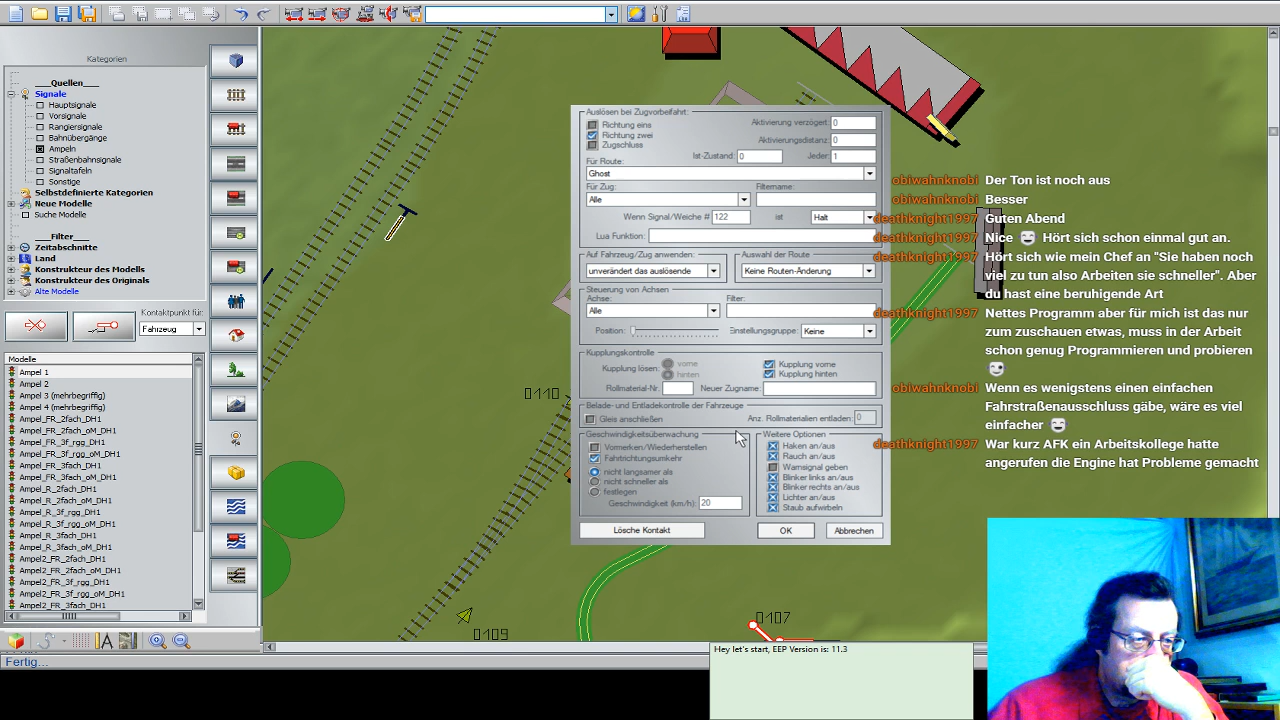 Kategorien
___Quellen___
Signale
Hauptsignale
Vorsignale
Rangiersignale
Bahnübergänge
Ampeln
Straßenbahnsignale
Signaltafeln
Sonstige
Selbstdefinierte Kategorien
Neue Modelle
Suche Modelle
___Filter___
Zeitabschnitte
Land
Konstrukteure des Modells
Konstrukteure des Originals
Alte Modelle
Kontaktpunkt für:
Fahrzeug
Modelle
Ampel 1
Ampel 2
Ampel 3 (mehrbegriffig)
Ampel 4 (mehrbegriffig)
Ampel_FR_2fach_DH1
Ampel_FR_2fach_oM_DH1
Ampel_FR_3f_rgg_DH1
Ampel_FR_3f_rgg_oM_DH1
Ampel_FR_3fach_DH1
Ampel_FR_3fach_oM_DH1
Ampel_R_2fach_DH1
Ampel_R_2fach_oM_DH1
Ampel_R_3f_rgg_DH1
Ampel_R_3f_rgg_oM_DH1
Ampel_R_3fach_DH1
Ampel_R_3fach_oM_DH1
Ampel2_FR_2fach_DH1
Ampel2_FR_2fach_oM_DH1
Ampel2_FR_3f_rgg_DH1
Ampel2_FR_3f_rgg_oM_DH1
Ampel2_FR_3fach_DH1
Fertig...
0110
0109
0107
Auslösen bei Zugvorbeifahrt:
Richtung eins
Richtung zwei
Zugschluss
Aktivierung verzögert: 0
Aktivierungsdistanz: 0
Ist-Zustand: 0
Jeder: 1
Für Route:
Ghost
Für Zug:
Filtername:
Alle
Wenn Signal/Weiche # 122 ist Halt
Lua Funktion:
Auf Fahrzeug/Zug anwenden:
Auswahl der Route
unverändert das auslösende
Keine Routen-Änderung
Steuerung von Achsen
Achse:
Filter:
Alle
Position:
Einstellungsgruppe: Keine
Kupplungskontrolle
Kupplung lösen:
vorne
hinten
Kupplung vorne
Kupplung hinten
Rollmaterial-Nr.
Neuer Zugname:
Belade- und Entladekontrolle der Fahrzeuge
Gleis anschließen
Anz. Rollmaterialien entladen: 0
Geschwindigkeitsüberwachung
Vormerken/Wiederherstellen
Fahrtrichtungsumkehr
nicht langsamer als
nicht schneller als
festlegen
Geschwindigkeit (km/h): 20
Weitere Optionen
Haken an/aus
Rauch an/aus
Warnsignal geben
Blinker links an/aus
Blinker rechts an/aus
Lichter an/aus
Staub aufwirbeln
Lösche Kontakt
OK
Abbrechen
obiwahnknobi Der Ton ist noch aus
obiwahnknobi Besser
deathknight1997 Guten Abend
deathknight1997 Nice Hört sich schon einmal gut an.
deathknight1997 Hört sich wie mein Chef an "Sie haben noch
viel zu tun also Arbeiten sie schneller". Aber
du hast eine beruhigende Art
deathknight1997 Nettes Programm aber für mich ist das nur
zum zuschauen etwas, muss in der Arbeit
schon genug Programmieren und probieren
obiwahnknobi Wenn es wenigstens einen einfachen
Fahrstraßenausschluss gäbe, wäre es viel
einfacher
deathknight1997 War kurz AFK ein Arbeitskollege hatte
angerufen die Engine hat Probleme gemacht
Hey let's start, EEP Version is: 11.3